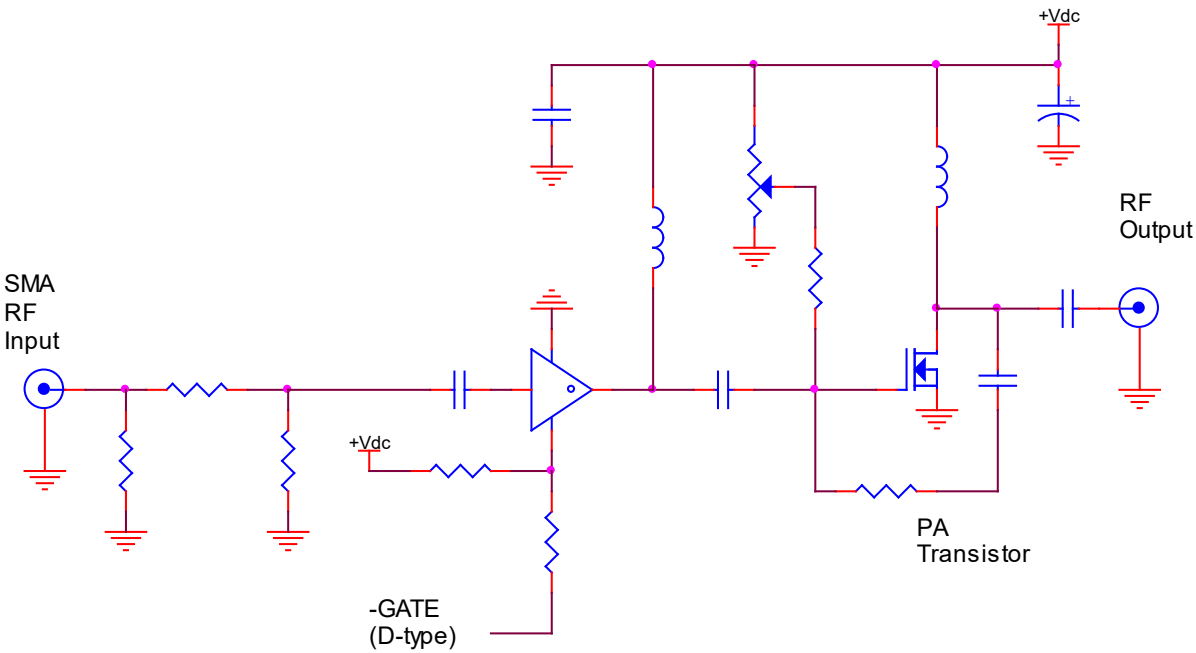 +Vdc
+
RF
Output
SMA
RF
Input
+Vdc
PA
Transistor
-GATE
(D-type)